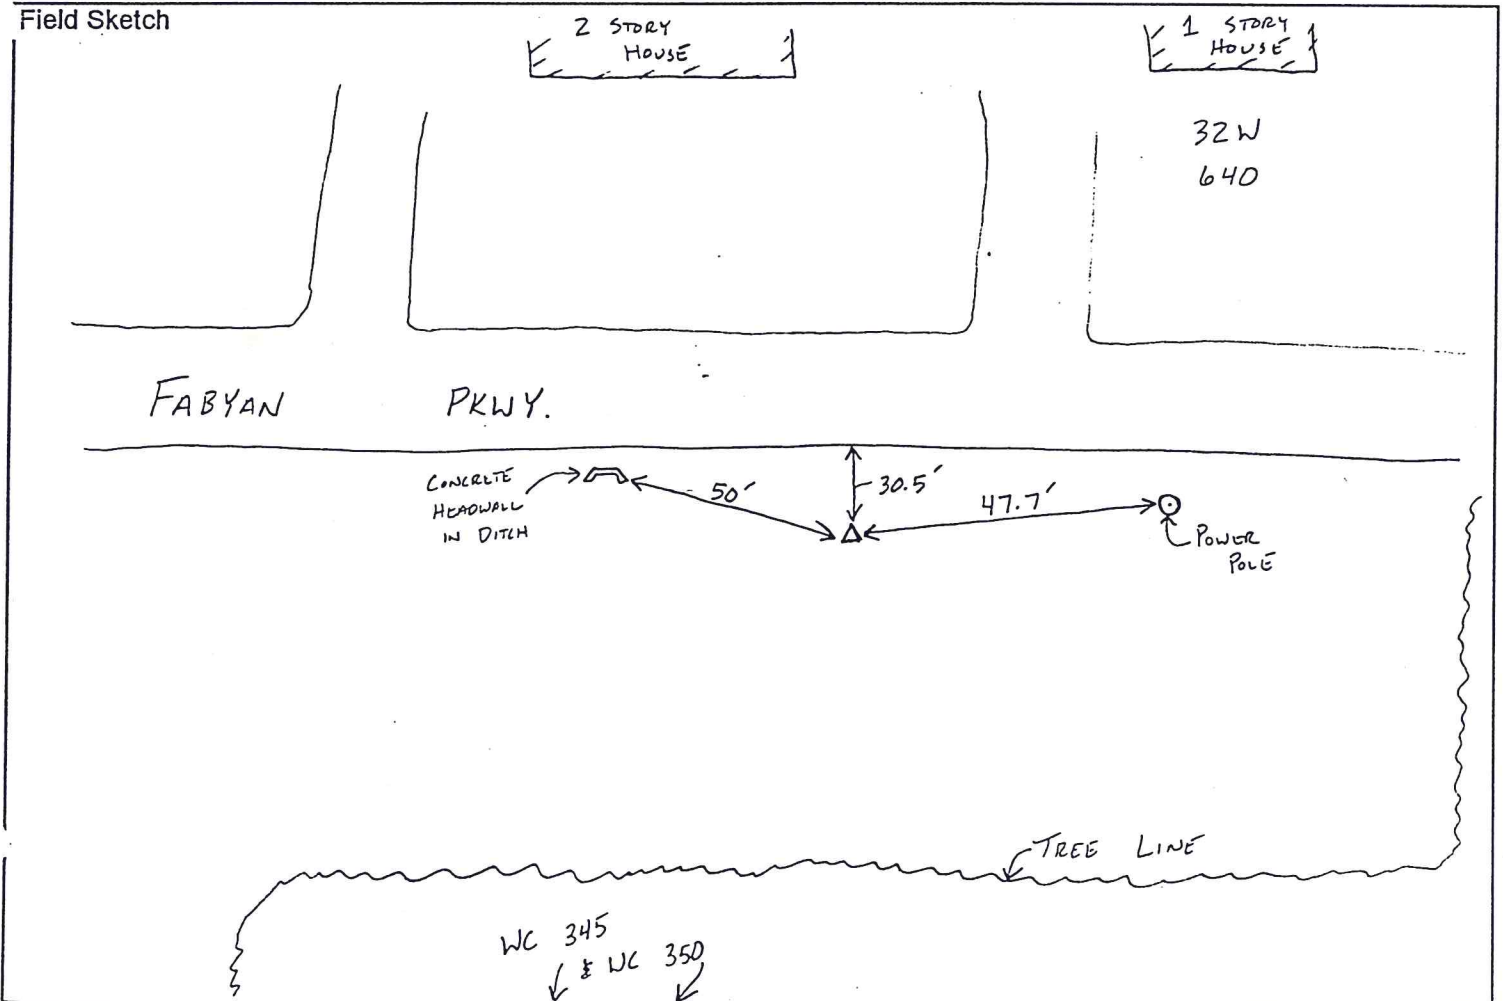 Field Sketch
2 STORY
HOUSE
1 STORY
HOUSE
32W
640
FABYAN PKWY.
CONCRETE
HEADWALL
IN DITCH
50'
30.5'
47.7'
POWER
POLE
TREE LINE
WC 345
& WC 350